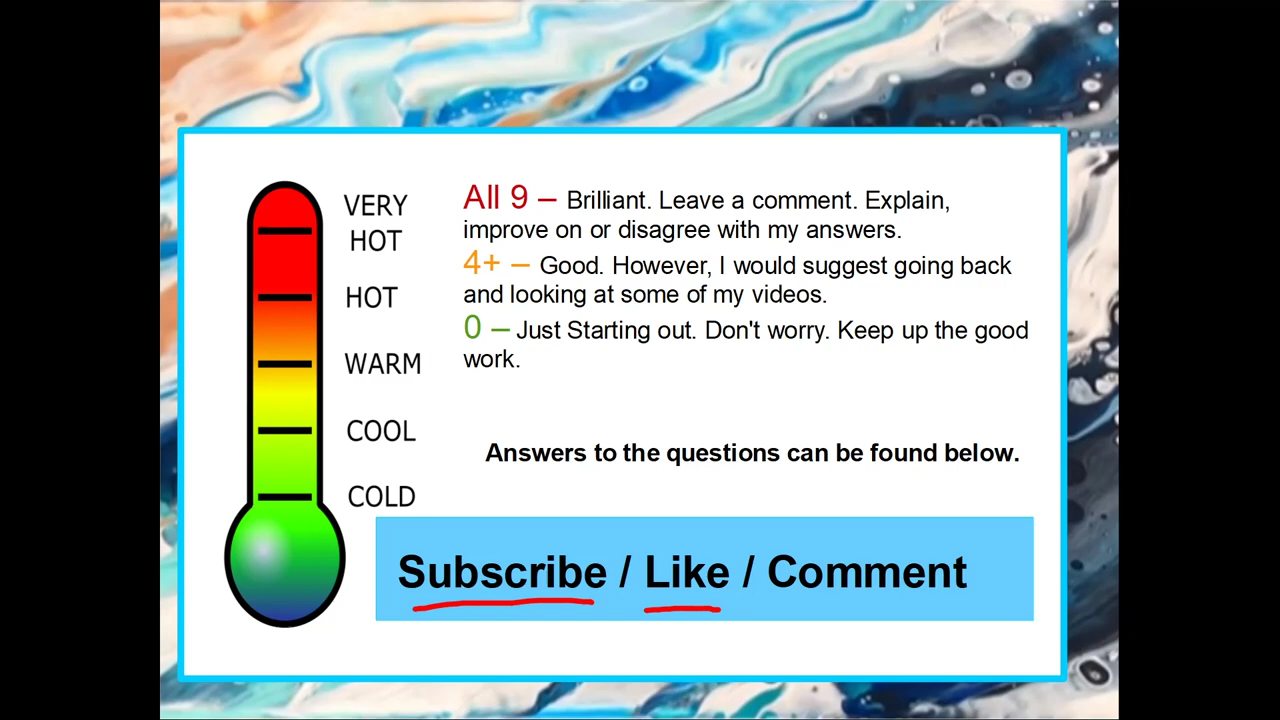 VERY
HOT
HOT
WARM
COOL
COLD
All 9 – Brilliant. Leave a comment. Explain,
improve on or disagree with my answers.
4+ – Good. However, I would suggest going back
and looking at some of my videos.
0 – Just Starting out. Don't worry. Keep up the good
work.
Answers to the questions can be found below.
Subscribe / Like / Comment